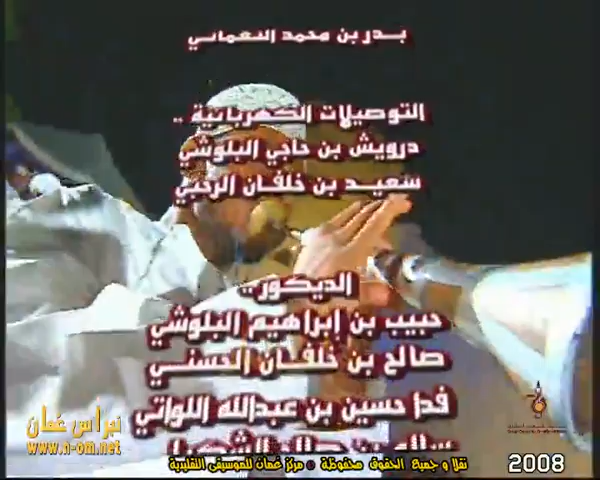 بدر بن محمد النعماني
التوصيلات الكهربائية ..
درويش بن حاجي البلوشي
سعيد بن خلفان الرحبي
الديكور..
حبيب بن إبراهيم البلوشي
صالح بن خلفان الحسني
فدا حسين بن عبدالله اللواتي
نبراس عُمان
www.n-om.net
نقلا و جميع الحقوق محفوظة © مركز عُمان للموسيقى التقليدية
2008